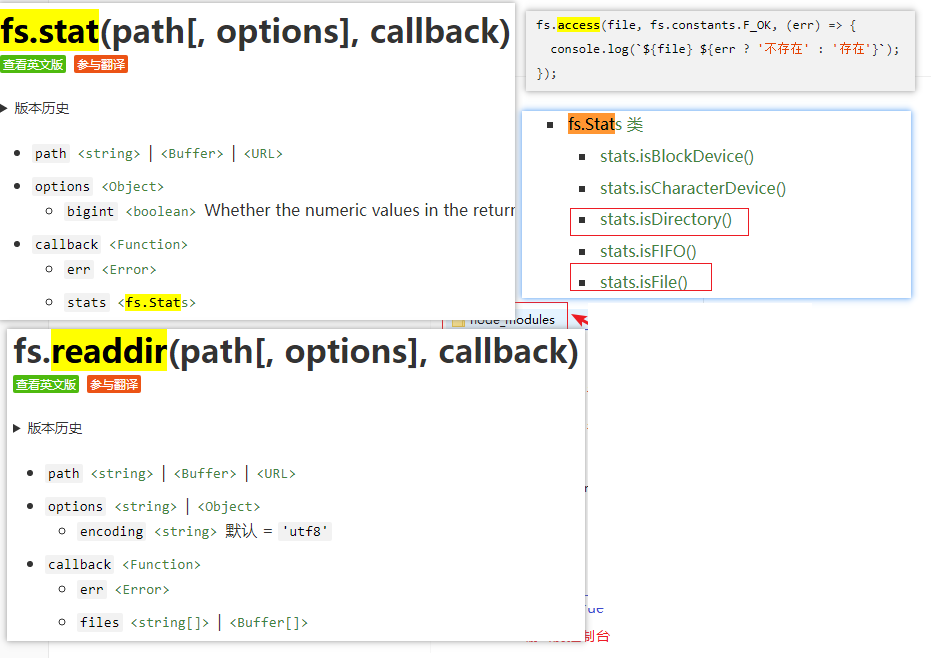 fs.stat(path[, options], callback)
查看英文版 参与翻译
版本历史
path <string> | <Buffer> | <URL>
options <Object>
bigint <boolean> Whether the numeric values in the return
callback <Function>
err <Error>
stats <fs.Stats>
fs.access(file, fs.constants.F_OK, (err) => {
console.log(`${file} ${err ? '不存在' : '存在'}`);
});
fs.Stats 类
stats.isBlockDevice()
stats.isCharacterDevice()
stats.isDirectory()
stats.isFIFO()
stats.isFile()
node_modules
fs.readdir(path[, options], callback)
查看英文版 参与翻译
版本历史
path <string> | <Buffer> | <URL>
options <string> | <Object>
encoding <string> 默认 = 'utf8'
callback <Function>
err <Error>
files <string[]> | <Buffer[]>
制台